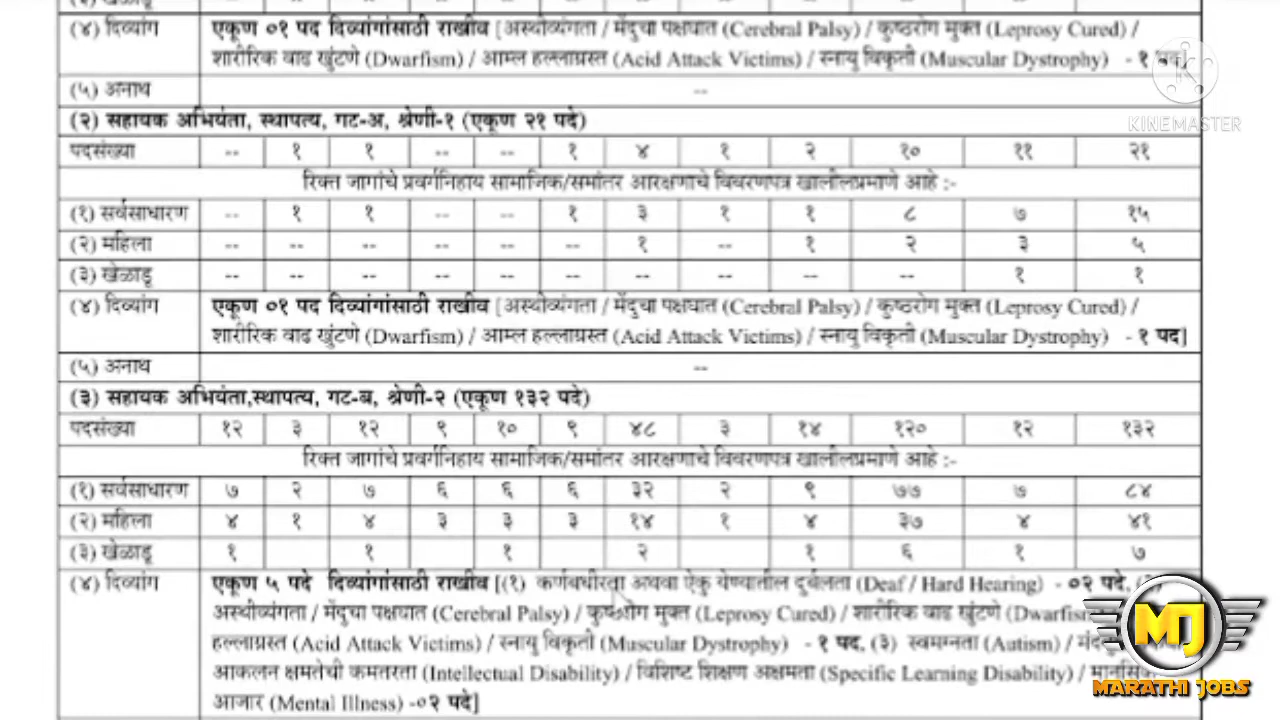 (४) दिव्यांग एकूण ०१ पद दिव्यांगांसाठी राखीव [अस्थीव्यंगता / मेंदुचा पक्षघात (Cerebral Palsy) / कुष्ठरोग मुक्त (Leprosy Cured) /
शारीरिक वाढ खुंटणे (Dwarfism) / आम्ल हल्लाग्रस्त (Acid Attack Victims) / स्नायु विकृती (Muscular Dystrophy) - १ पद]
KINEMASTER
(५) अनाथ --
(२) सहायक अभियंता, स्थापत्य, गट-अ, श्रेणी-१ (एकूण २१ पदे)
पदसंख्या -- १ १ -- -- १ ४ १ २ १० ११ २१
रिक्त जागांचे प्रवर्गनिहाय सामाजिक/समांतर आरक्षणाचे विवरणपत्र खालीलप्रमाणे आहे :-
(१) सर्वसाधारण -- १ १ -- -- १ ३ १ १ ८ ७ १५
(२) महिला -- -- -- -- -- -- १ -- १ २ ३ ५
(३) खेळाडू -- -- -- -- -- -- -- -- -- -- १ १
(४) दिव्यांग एकूण ०१ पद दिव्यांगांसाठी राखीव [अस्थीव्यंगता / मेंदुचा पक्षघात (Cerebral Palsy) / कुष्ठरोग मुक्त (Leprosy Cured) /
शारीरिक वाढ खुंटणे (Dwarfism) / आम्ल हल्लाग्रस्त (Acid Attack Victims) / स्नायु विकृती (Muscular Dystrophy) - १ पद]
(५) अनाथ --
(३) सहायक अभियंता,स्थापत्य, गट-ब, श्रेणी-२ (एकूण १३२ पदे)
पदसंख्या १२ ३ १२ ९ १० ९ ४८ ३ १४ १२० १२ १३२
रिक्त जागांचे प्रवर्गनिहाय सामाजिक/समांतर आरक्षणाचे विवरणपत्र खालीलप्रमाणे आहे :-
(१) सर्वसाधारण ७ २ ७ ६ ६ ६ ३२ २ ९ ७७ ७ ८४
(२) महिला ४ १ ४ ३ ३ ३ १४ १ ४ ३७ ४ ४१
(३) खेळाडू १ १ १ २ १ ६ १ ७
(४) दिव्यांग एकूण ५ पदे दिव्यांगांसाठी राखीव [(१) कर्णबधीरता अथवा ऐकु येण्यातील दुर्बलता (Deaf / Hard Hearing) - ०२ पदे,
अस्थीव्यंगता / मेंदुचा पक्षघात (Cerebral Palsy) / कुष्ठरोग मुक्त (Leprosy Cured) / शारीरिक वाढ खुंटणे (Dwarfism
हल्लाग्रस्त (Acid Attack Victims) / स्नायु विकृती (Muscular Dystrophy) - १ पद, (३) स्वमग्नता (Autism) /
आकलन क्षमतेची कमतरता (Intellectual Disability) / विशिष्ट शिक्षण अक्षमता (Specific Learning Disability) /
आजार (Mental Illness) -०२ पदे]
MJ
MARATHI JOBS